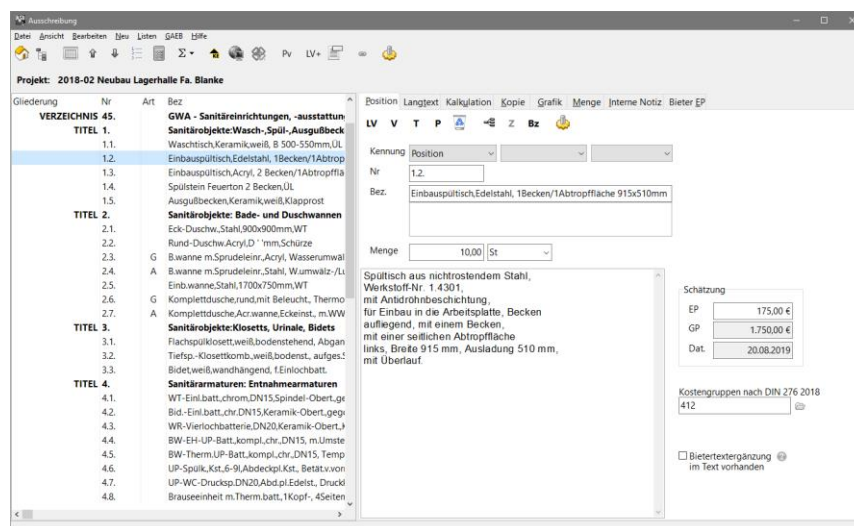 Ausschreibung
Datei Ansicht Bearbeiten Neu Listen GAEB Hilfe
Σ Pv LV+
Projekt: 2018-02 Neubau Lagerhalle Fa. Blanke
Gliederung Nr Art Bez
VERZEICHNIS 45. GWA - Sanitäreinrichtungen, -ausstattun
TITEL 1. Sanitärobjekte:Wasch-,Spül-,Ausgußbeck
1.1. Waschtisch,Keramik,weiß, B 500-550mm,ÜL
1.2. Einbauspültisch,Edelstahl, 1Becken/1Abtrop
1.3. Einbauspültisch,Acryl, 2 Becken/1Abtropfflä
1.4. Spülstein Feuerton 2 Becken,ÜL
1.5. Ausgußbecken,Keramik,weiß,Klapprost
TITEL 2. Sanitärobjekte: Bade- und Duschwannen
2.1. Eck-Duschw.,Stahl,900x900mm,WT
2.2. Rund-Duschw.Acryl,D ' 'mm,Schürze
2.3. G B.wanne m.Sprudeleinr.,Acryl, Wasserumwäl
2.4. A B.wanne m.Sprudeleinr.,Stahl, W.umwälz-/Lu
2.5. Einb.wanne,Stahl,1700x750mm,WT
2.6. G Komplettdusche,rund,mit Beleucht., Thermo
2.7. A Komplettdusche,Acr.wanne,Eckeinst., m.WW
TITEL 3. Sanitärobjekte:Klosetts, Urinale, Bidets
3.1. Flachspülklosett,weiß,bodenstehend, Abgan
3.2. Tiefsp.-Klosettkomb.,weiß,bodenst., aufges.S
3.3. Bidet,weiß,wandhängend, f.Einlochbatt.
TITEL 4. Sanitärarmaturen: Entnahmearmaturen
4.1. WT-Einl.batt.,chrom,DN15,Spindel-Obert.,ge
4.2. Bid.-Einl.batt.,chr.DN15,Keramik-Obert.,geg
4.3. WR-Vierlochbatterie,DN20,Keramik-Obert.,
4.4. BW-EH-UP-Batt.,kompl.,chr.,DN15, m.Umste
4.5. BW-Therm.UP-Batt.,kompl.,chr.,DN15, Temp
4.6. UP-Spülk.,Kst.,6-9l,Abdeckpl.Kst., Betät.v.vorn
4.7. UP-WC-Drucksp.DN20,Abd.pl.Edelst., Druckl
4.8. Brauseeinheit m.Therm.batt.,1Kopf-, 4Seiten
Position Langtext Kalkulation Kopie Grafik Menge Interne Notiz Bieter EP
LV V T P Z Bz
Kennung Position
Nr 1.2.
Bez. Einbauspültisch,Edelstahl, 1Becken/1Abtropffläche 915x510mm
Menge 10,00 St
Spültisch aus nichtrostendem Stahl,
Werkstoff-Nr. 1.4301,
mit Antidröhnbeschichtung,
für Einbau in die Arbeitsplatte, Becken
aufliegend, mit einem Becken,
mit einer seitlichen Abtropffläche
links, Breite 915 mm, Ausladung 510 mm,
mit Überlauf.
Schätzung
EP 175,00 €
GP 1.750,00 €
Dat. 20.08.2019
Kostengruppen nach DIN 276 2018
412
Bietertextergänzung
im Text vorhanden